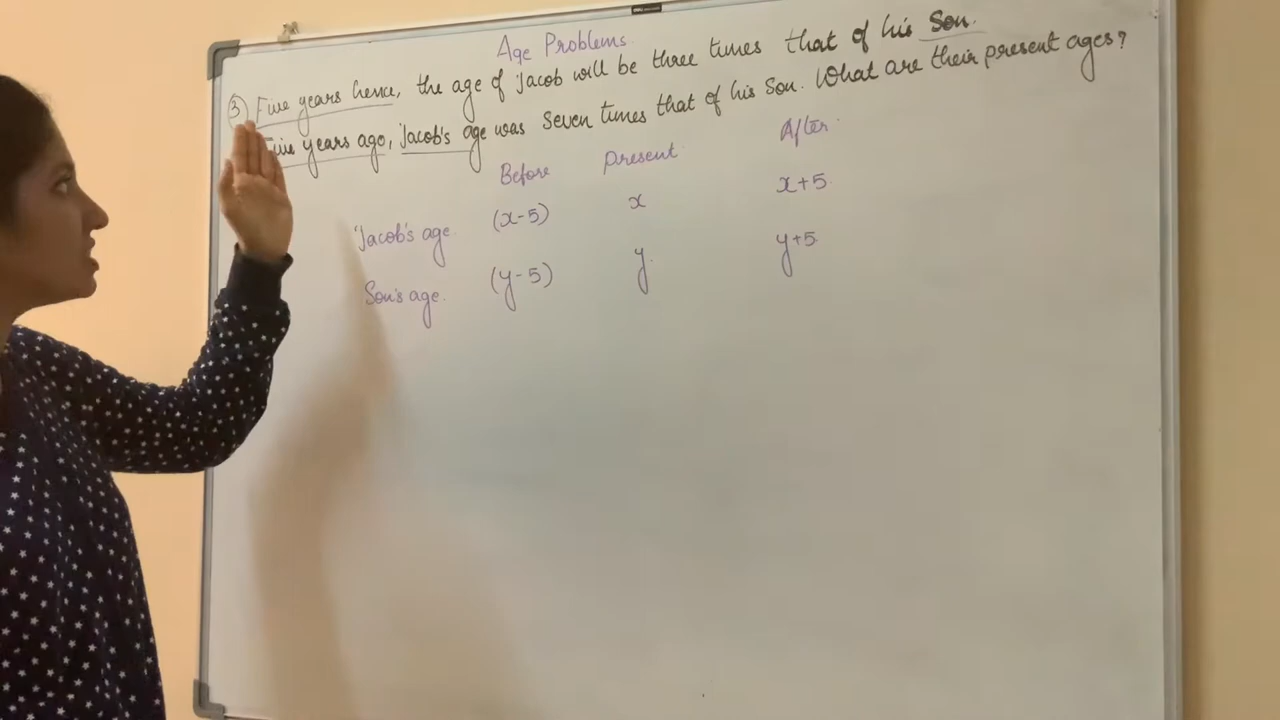 Age Problems.
③ Five years hence, the age of Jacob will be three times that of his Son.
Five years ago, Jacob's age was seven times that of his Son. What are their present ages?
Before Present After
Jacob's age. (x-5) x x+5
Son's age. (y-5) y y+5